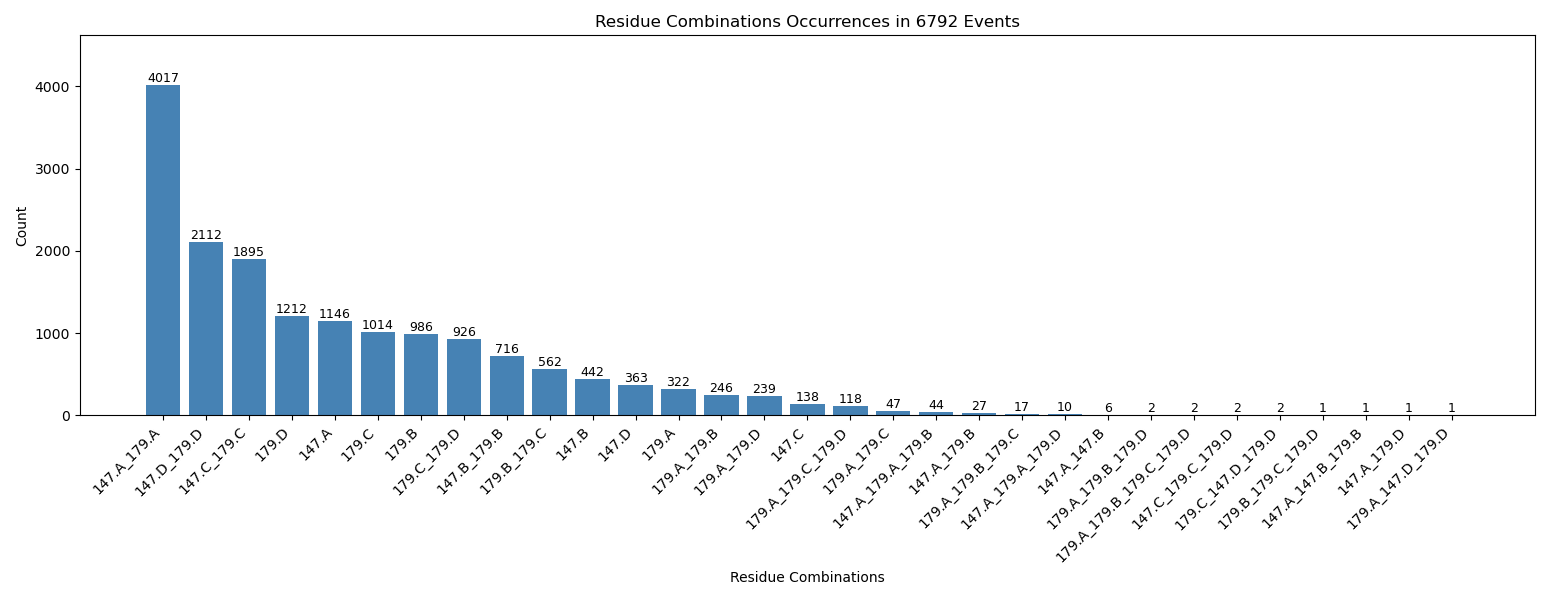 Residue Combinations Occurrences in 6792 Events
Count
4000
3000
2000
1000
0
4017
2112
1895
1212
1146
1014
986
926
716
562
442
363
322
246
239
138
118
47
44
27
17
10
6
2
2
2
2
1
1
1
1
147.A_179.A
147.D_179.D
147.C_179.C
179.D
147.A
179.C
179.B
179.C_179.D
147.B_179.B
179.B_179.C
147.B
147.D
179.A
179.A_179.B
179.A_179.D
147.C
179.A_179.C_179.D
179.A_179.C
147.A_179.A_179.B
147.A_179.B
179.A_179.B_179.C
147.A_179.A_179.D
147.A_147.B
179.A_179.B_179.D
179.A_179.B_179.C_179.D
147.C_179.C_179.D
179.C_147.D_179.D
179.B_179.C_179.D
147.A_147.B_179.B
147.A_179.D
179.A_147.D_179.D
Residue Combinations